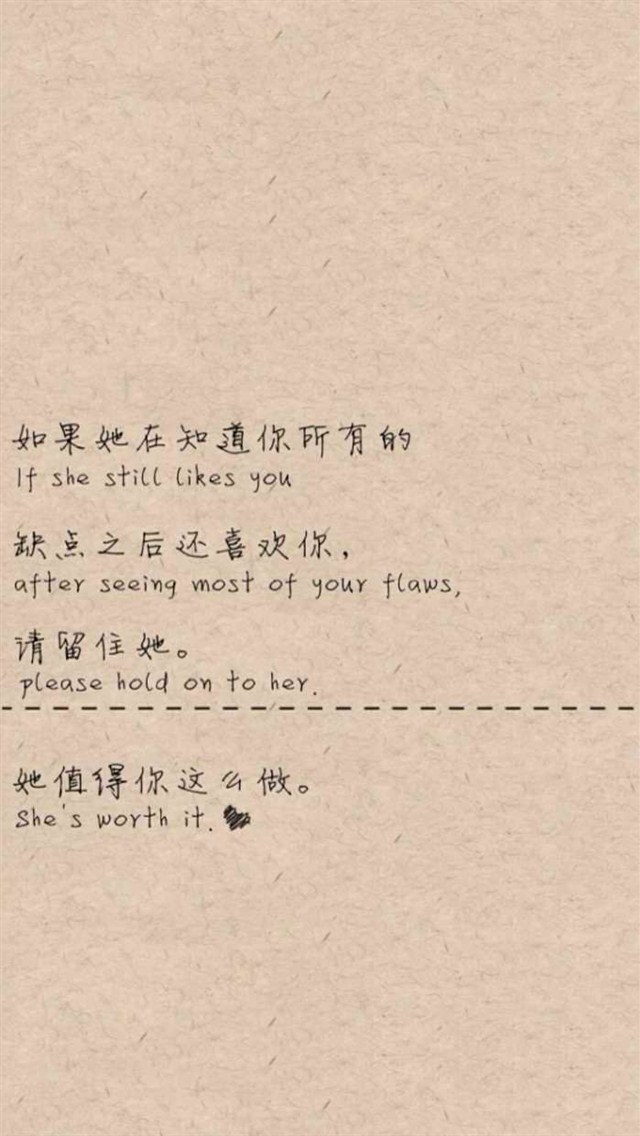 如果她在知道你所有的
If she still likes you
缺点之后还喜欢你，
after seeing most of your flaws,
请留住她。
please hold on to her.
她值得你这么做。
She's worth it.